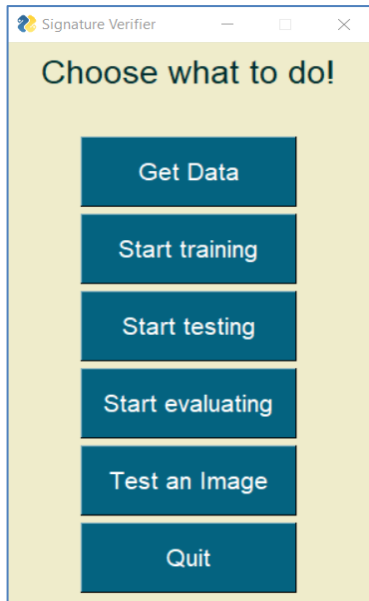 Signature Verifier
Choose what to do!
Get Data
Start training
Start testing
Start evaluating
Test an Image
Quit